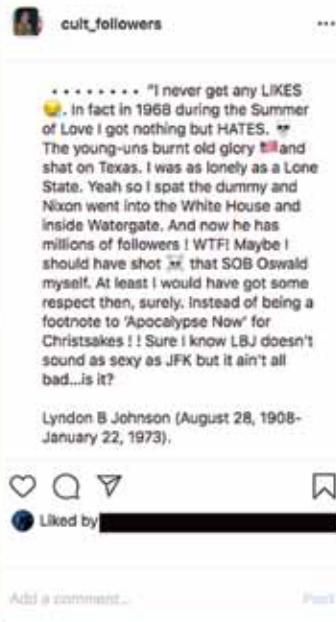 cult_followers
• • • • • • • • • "I never get any LIKES
😪. In fact in 1968 during the Summer
of Love I got nothing but HATES. 💀
The young-uns burnt old glory 🇺🇸 and
shat on Texas. I was as lonely as a Lone
State. Yeah so I spat the dummy and
Nixon went into the White House and
inside Watergate. And now he has
millions of followers ! WTF! Maybe I
should have shot ☠ that SOB Oswald
myself. At least I would have got some
respect then, surely. Instead of being a
footnote to 'Apocalypse Now' for
Christsakes ! ! Sure I know LBJ doesn't
sound as sexy as JFK but it ain't all
bad...is it?
Lyndon B Johnson (August 28, 1908-
January 22, 1973).
Liked by
Add a comment...
Post